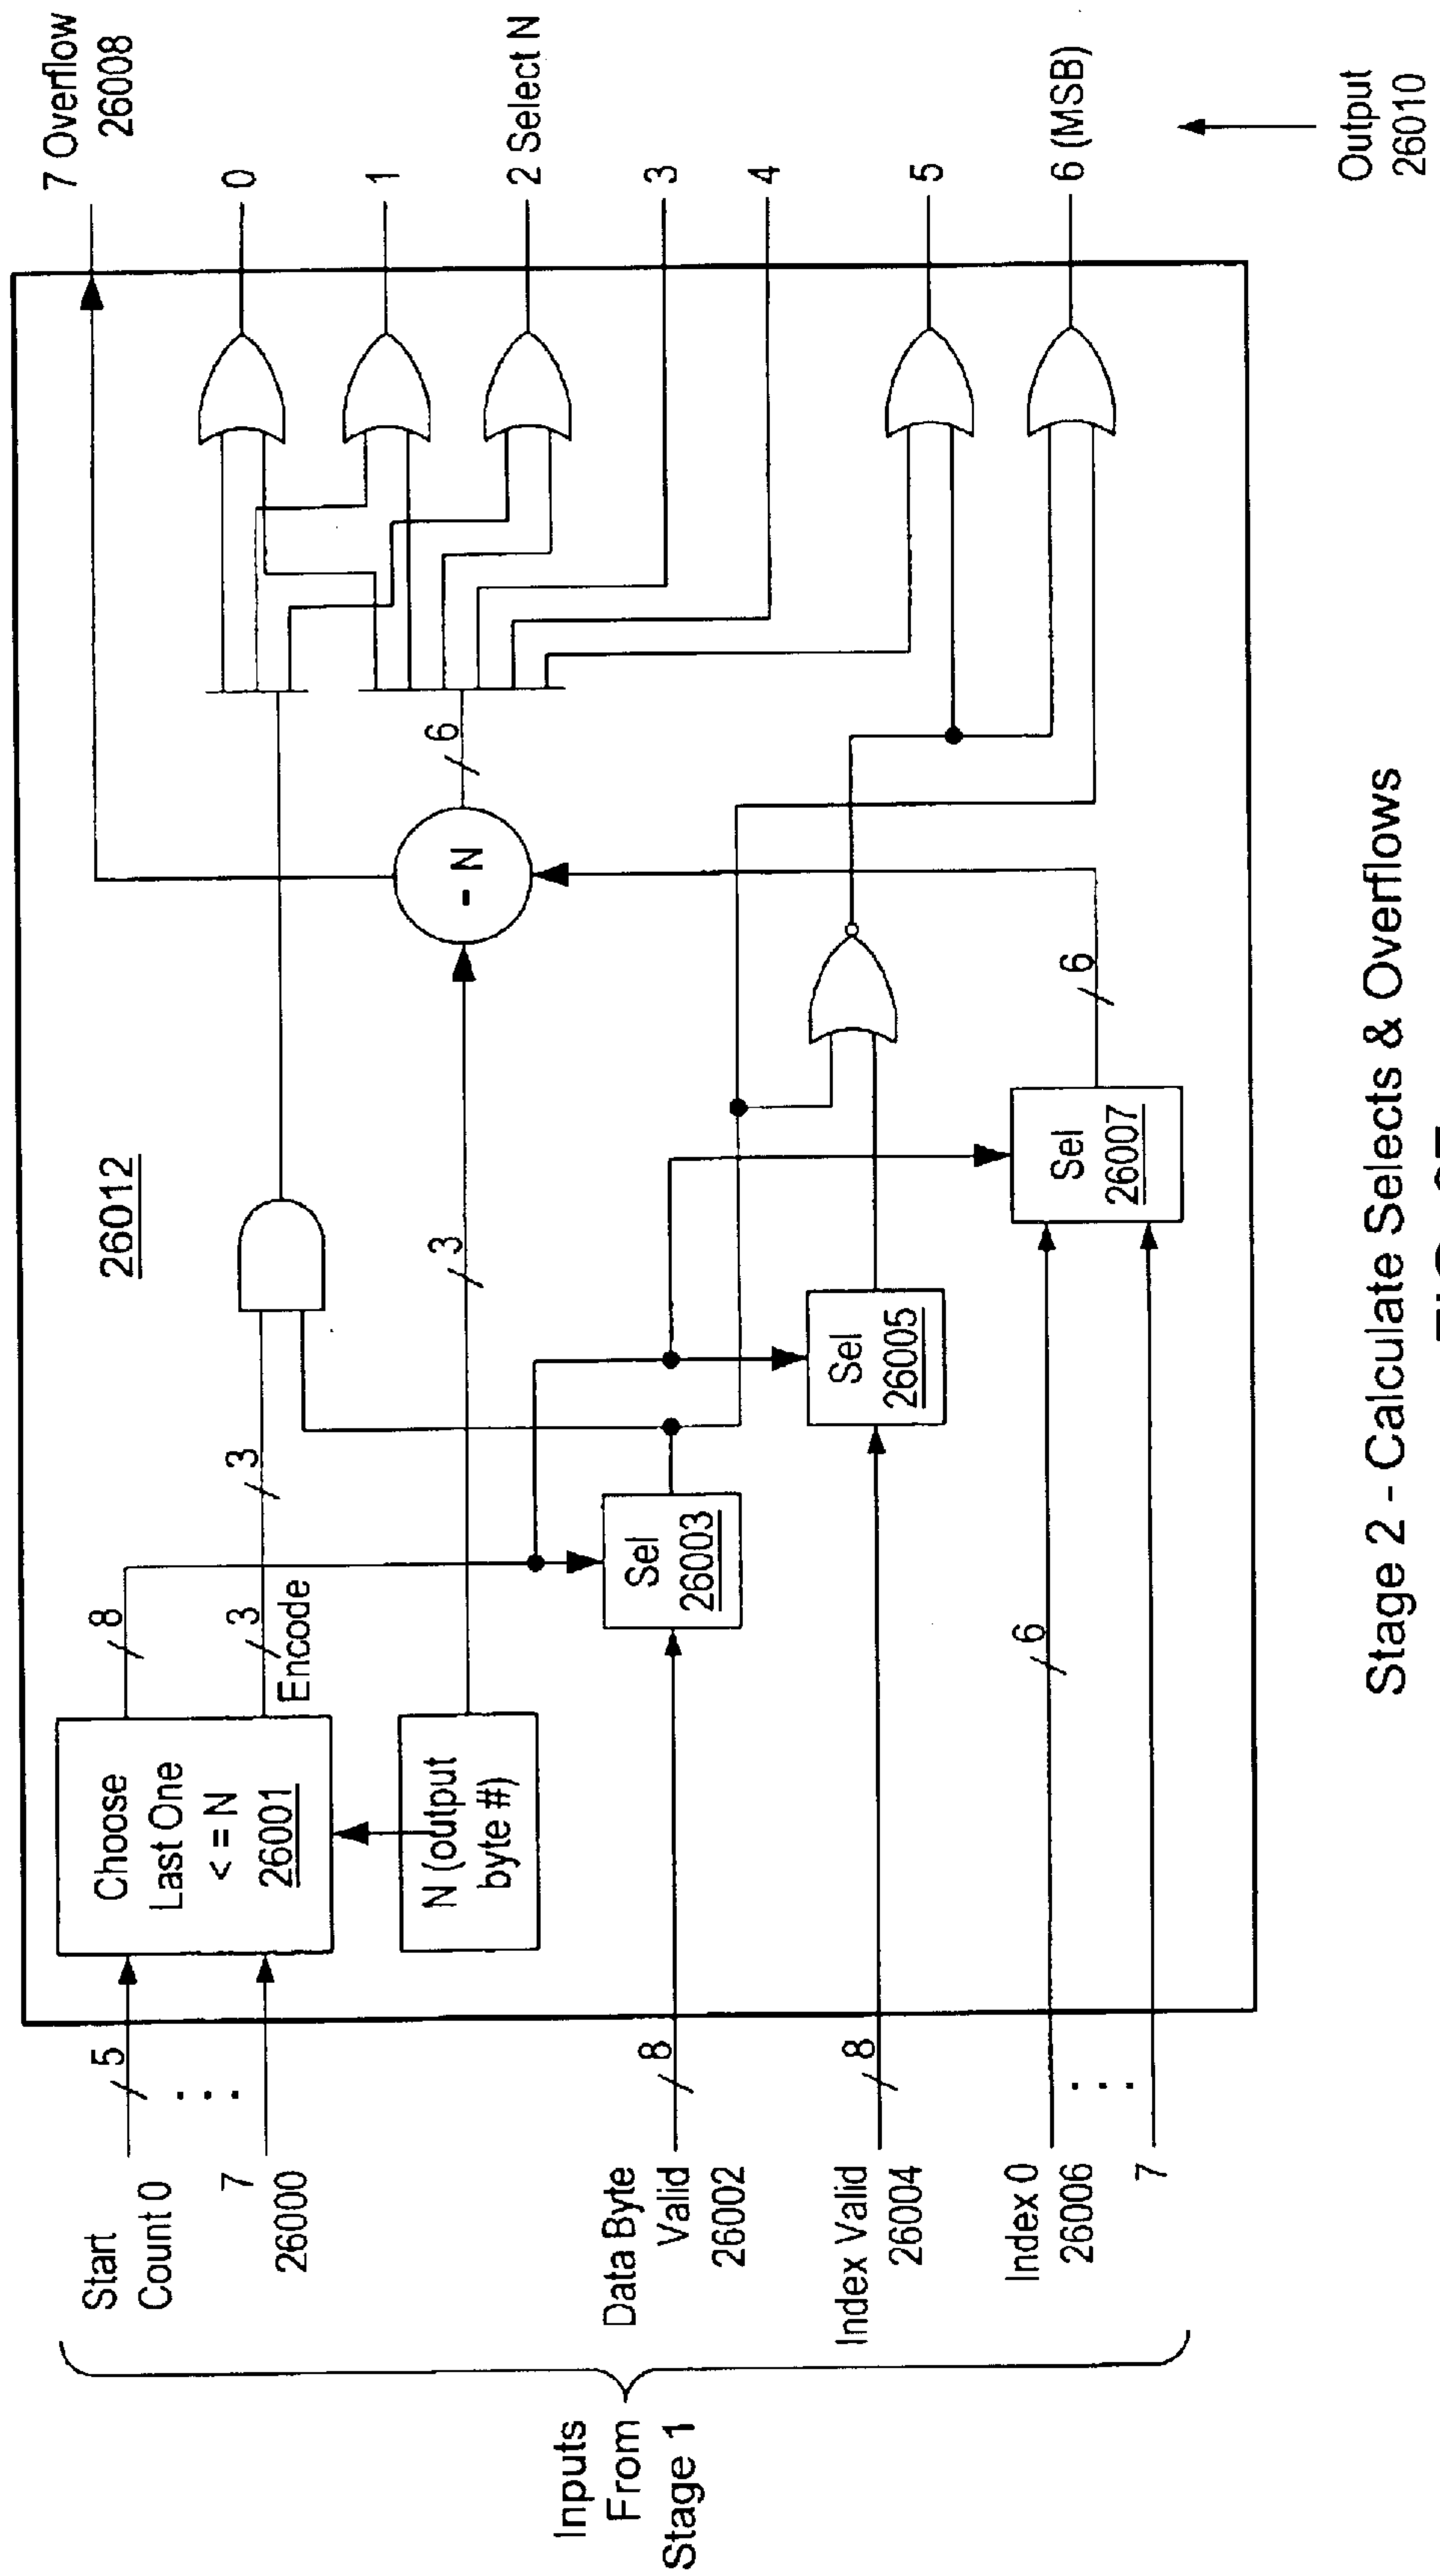 7 Overflow
26008
0
1
2 Select N
3
4
5
6 (MSB)
Output
26010
26012
- N
6
3
3
8
3
Encode
Choose
Last One
< = N
26001
N (output
byte #)
Sel
26003
Sel
26005
Sel
26007
6
6
5
Start
Count 0
7
26000
8
Data Byte
Valid
26002
8
Index Valid
26004
Index 0
26006
7
Inputs
From
Stage 1
Stage 2 - Calculate Selects & Overflows